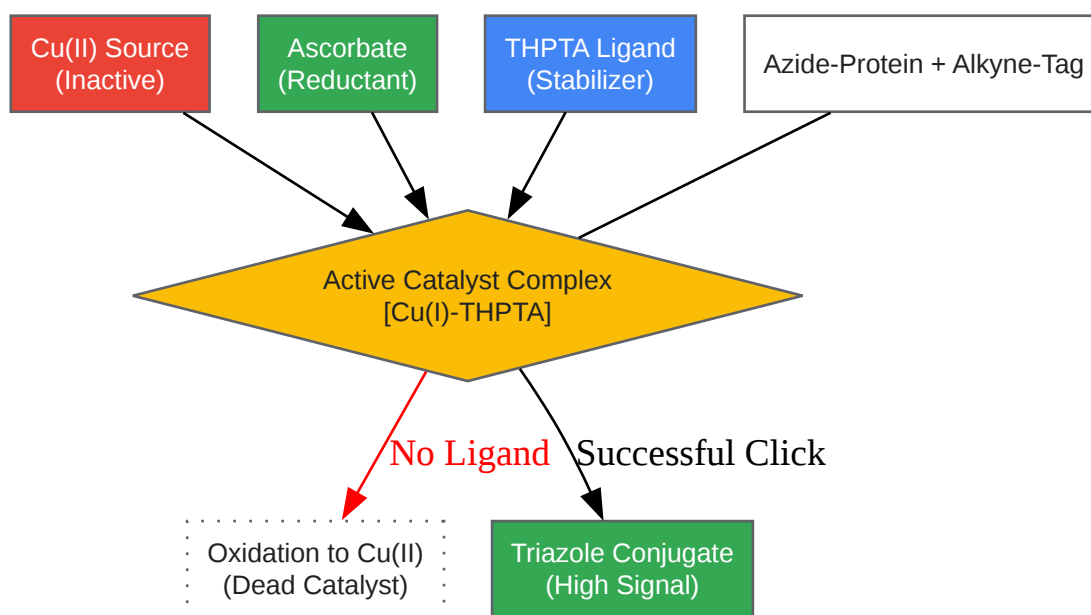 Cu(II) Source
(Inactive)
Ascorbate
(Reductant)
THPTA Ligand
(Stabilizer)
Azide-Protein + Alkyne-Tag
Active Catalyst Complex
[Cu(I)-THPTA]
No Ligand
Successful Click
Oxidation to Cu(II)
(Dead Catalyst)
Triazole Conjugate
(High Signal)